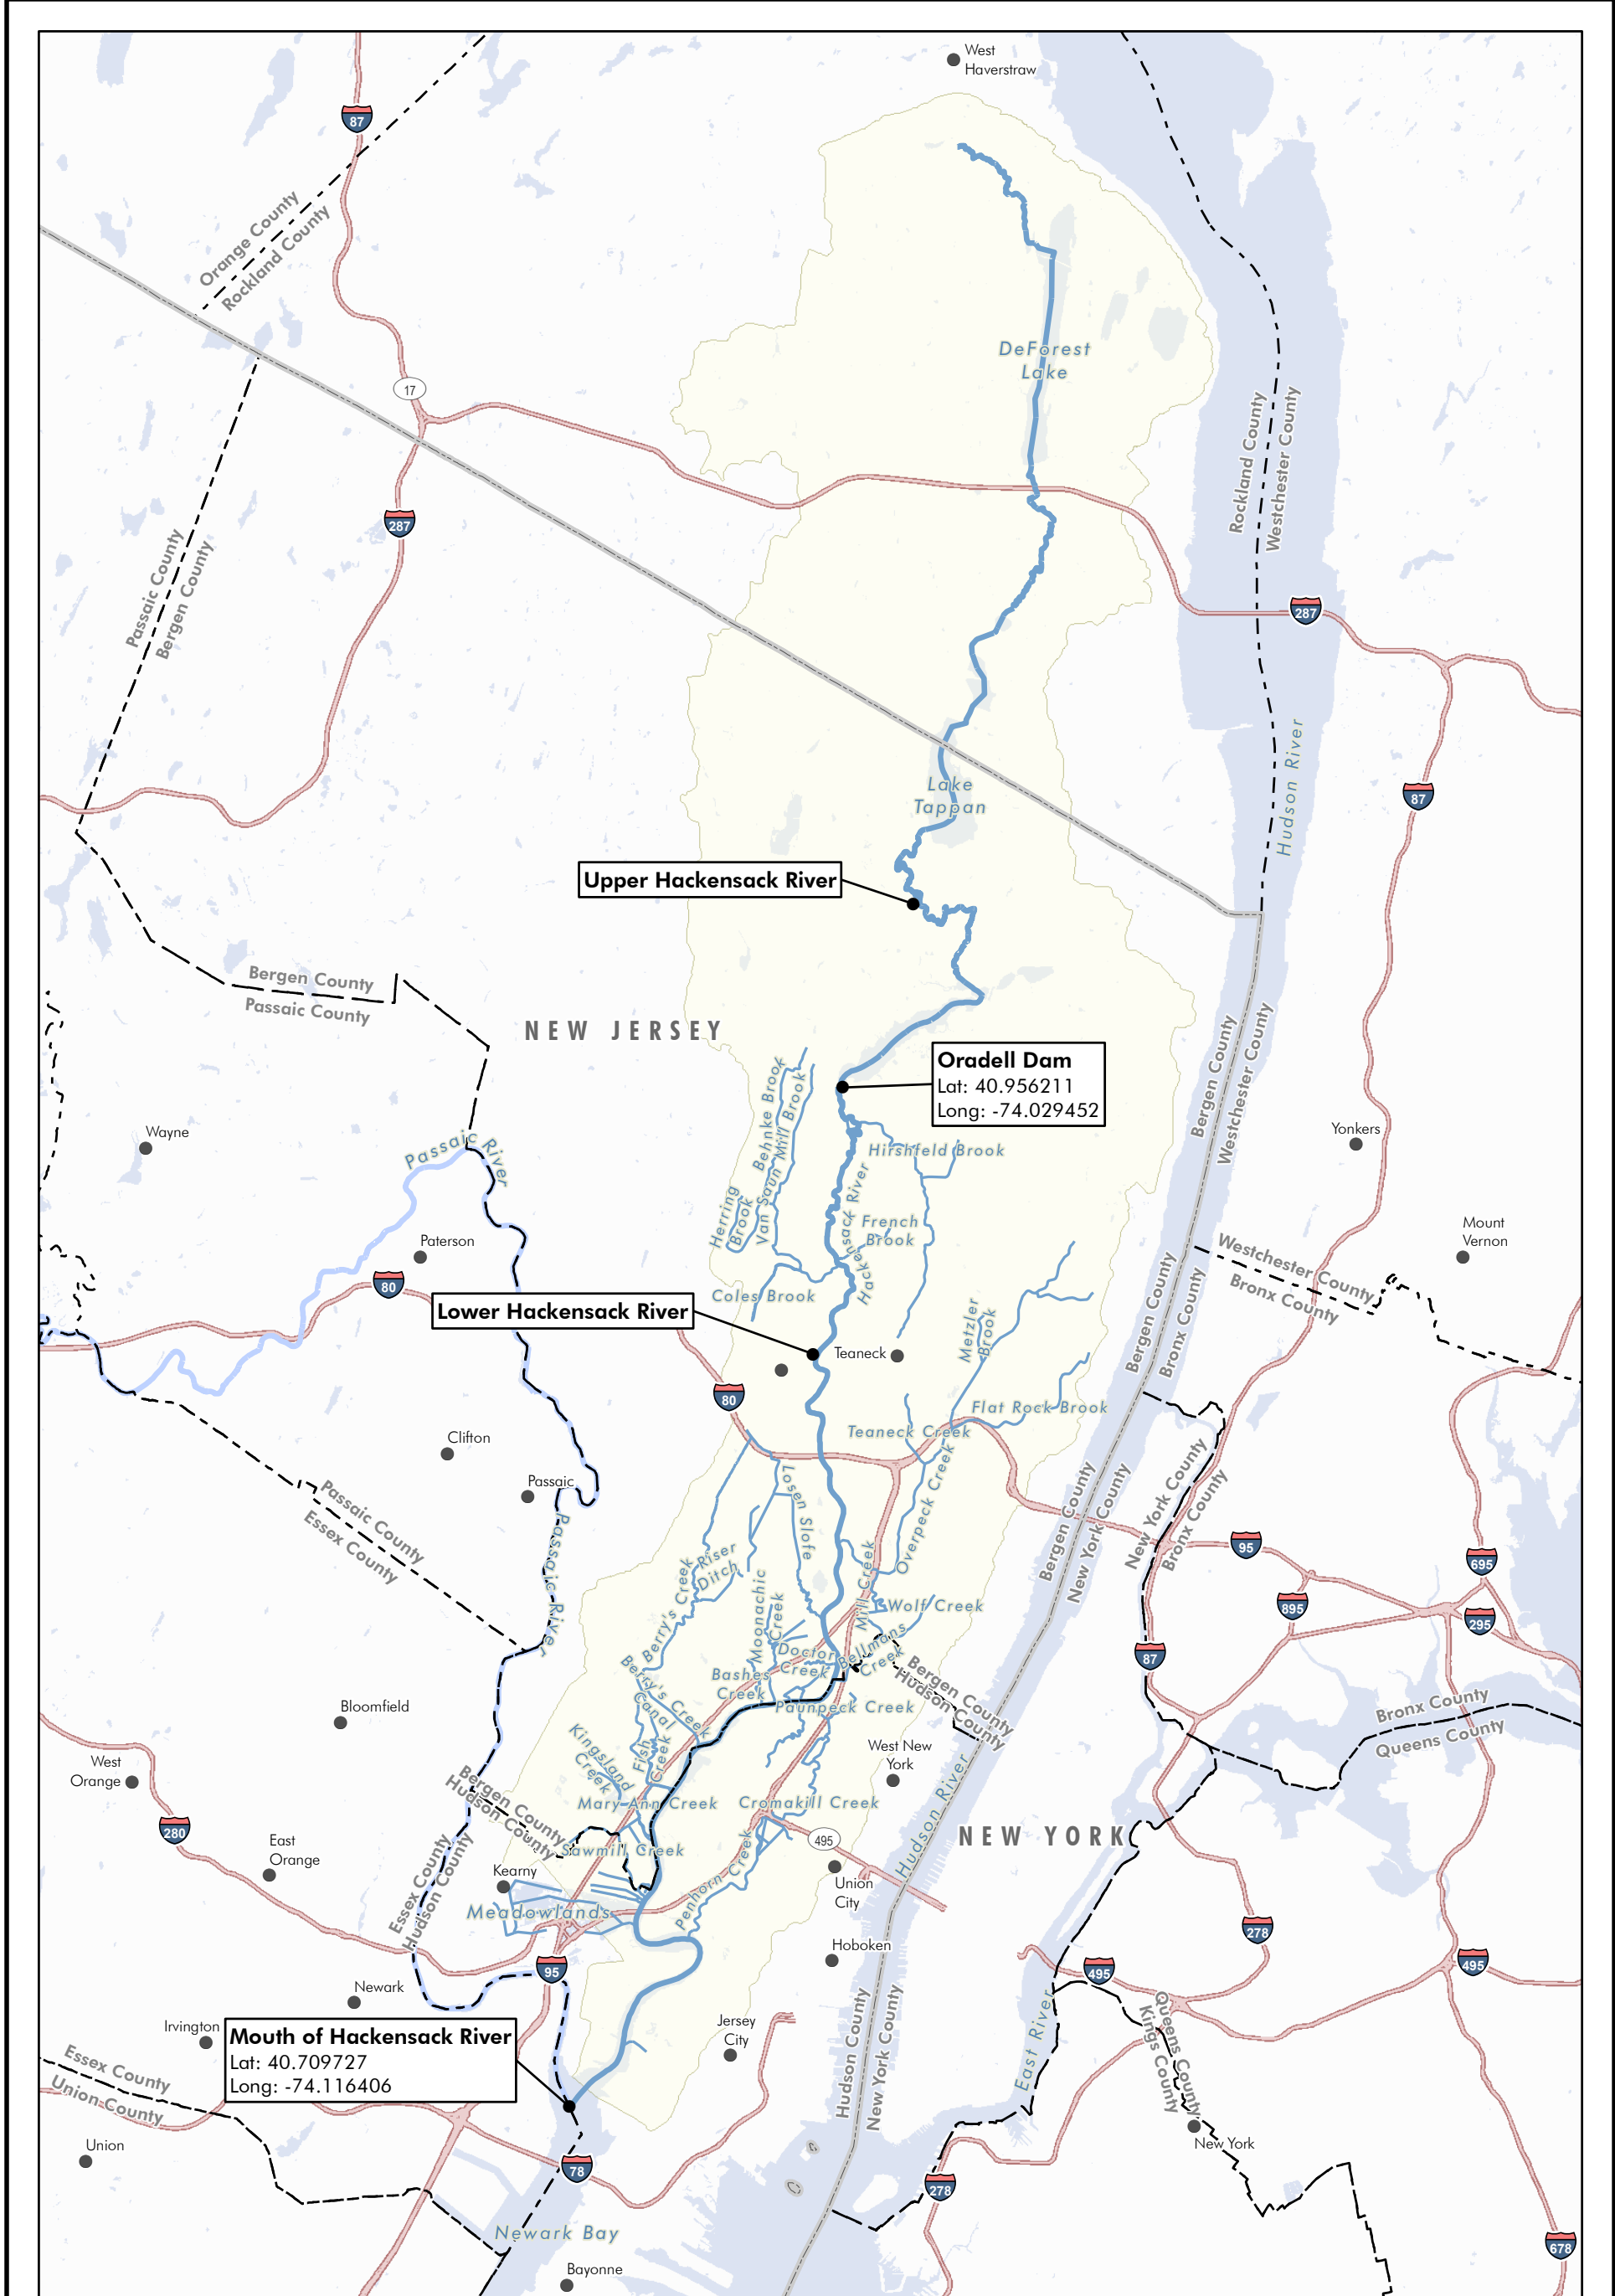 West
Haverstraw
87
Orange County
Rockland County
DeForest
Lake
17
Rockland County
Westchester County
287
Passaic County
Bergen County
287
Hudson River
Lake
Tappan
87
Upper Hackensack River
Bergen County
Passaic County
NEW JERSEY
Oradell Dam
Lat: 40.956211
Long: -74.029452
Bergen County
Westchester County
Wayne
Passaic River
Yonkers
Behnke Brook
Van Saun Mill Brook
Hirshfeld Brook
Herring
Brook
Hackensack River
French
Brook
Paterson
Mount
Vernon
Westchester County
Bronx County
80
Coles Brook
Lower Hackensack River
Metzler
Brook
Bergen County
Bronx County
Teaneck
80
Flat Rock Brook
Teaneck Creek
Clifton
Passaic
Losen Slote
Overpeck Creek
Bergen County
New York County
New York County
Bronx County
Passaic County
Essex County
Passaic River
95
695
Riser
Ditch
Berry's Creek
Moonachic
Creek
Mill Creek
Wolf Creek
895
295
Doctor
Creek
Bellmans
Creek
87
Bashes
Creek
Bergen County
Hudson County
Berry's Creek
Canal
Paunpeck Creek
Bloomfield
Bronx County
Queens County
Fish
Creek
Kingsland
Creek
West New
York
West
Orange
Hudson River
Bergen County
Hudson County
Mary Ann Creek
Cromakill Creek
280
NEW YORK
495
East
Orange
Sawmill Creek
Essex County
Hudson County
Kearny
Union
City
Penhorn Creek
Meadowlands
278
Hoboken
95
495
495
Newark
Irvington
Mouth of Hackensack River
Lat: 40.709727
Long: -74.116406
Jersey
City
Hudson County
New York County
East River
Queens County
Kings County
Essex County
Union County
Union
New York
78
278
Newark Bay
678
Bayonne